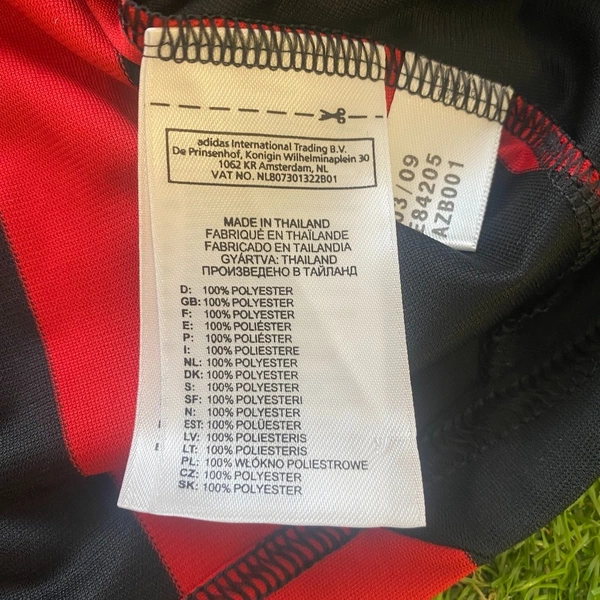 adidas International Trading B.V.
De Prinsenhof, Konigin Wilhelminaplein 30
1062 KR Amsterdam, NL
VAT NO. NL807301322B01
MADE IN THAILAND
FABRIQUÉ EN THAÏLANDE
FABRICADO EN TAILANDIA
GYÁRTVA: THAILAND
ПРОИЗВЕДЕНО В ТАЙЛАНД
D: 100% POLYESTER
GB: 100% POLYESTER
F: 100% POLYESTER
E: 100% POLIÉSTER
P: 100% POLIÉSTER
I: 100% POLIESTERE
NL: 100% POLYESTER
DK: 100% POLYESTER
S: 100% POLYESTER
SF: 100% POLYESTERI
N: 100% POLYESTER
EST: 100% POLÜESTER
LV: 100% POLIESTERIS
LT: 100% POLIESTERIS
PL: 100% WŁÓKNO POLIESTROWE
CZ: 100% POLYESTER
SK: 100% POLYESTER
03/09
E84205
AZB001